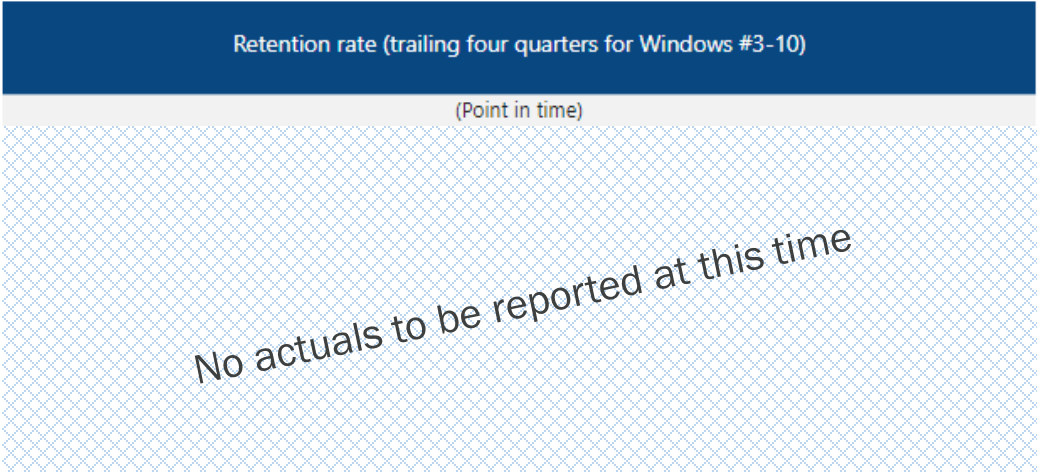 Retention rate (trailing four quarters for Windows #3-10)
(Point in time)
No actuals to be reported at this time